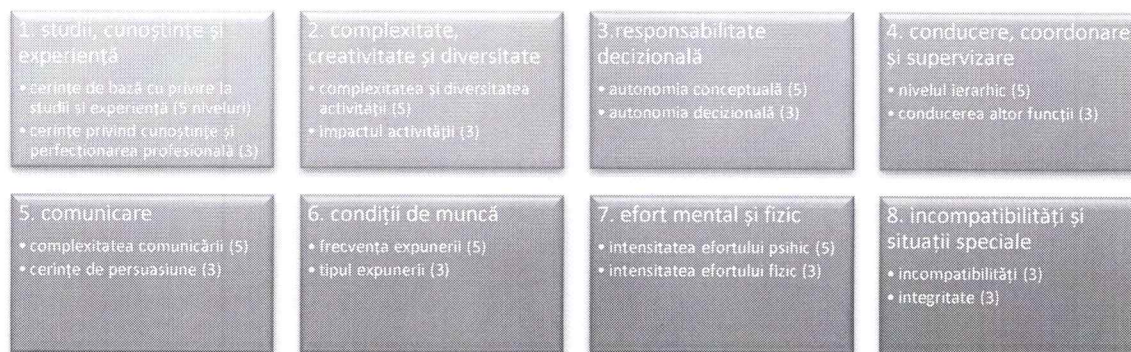 1. studii, cunoștințe și
experiență
• cerințe de bază cu privire la
studii și experiență (5 niveluri)
• cerințe privind cunoștințe și
perfecționarea profesională (3)
2. complexitate,
creativitate și diversitate
• complexitatea și diversitatea
activității (5)
• impactul activității (3)
3.responsabilitate
decizională
• autonomia conceptuală (5)
• autonomia decizională (3)
4. conducere, coordonare
și supervizare
• nivelul ierarhic (5)
• conducerea altor funcții (3)
5. comunicare
• complexitatea comunicării (5)
• cerințe de persuasiune (3)
6. condiții de muncă
• frecvența expunerii (5)
• tipul expunerii (3)
7. efort mental și fizic
• intensitatea efortului psihic (5)
• intensitatea efortului fizic (3)
8. incompatibilități și
situații speciale
• incompatibilități (3)
• integritate (3)